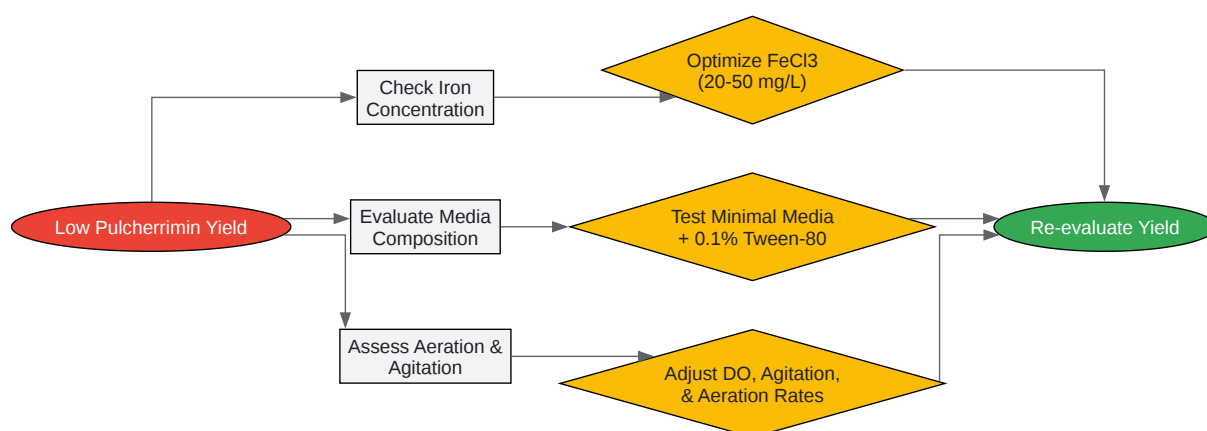 Optimize FeCl3
(20-50 mg/L)
Check Iron
Concentration
Low Pulcherrimin Yield
Evaluate Media
Composition
Test Minimal Media
+ 0.1% Tween-80
Re-evaluate Yield
Assess Aeration &
Agitation
Adjust DO, Agitation,
& Aeration Rates